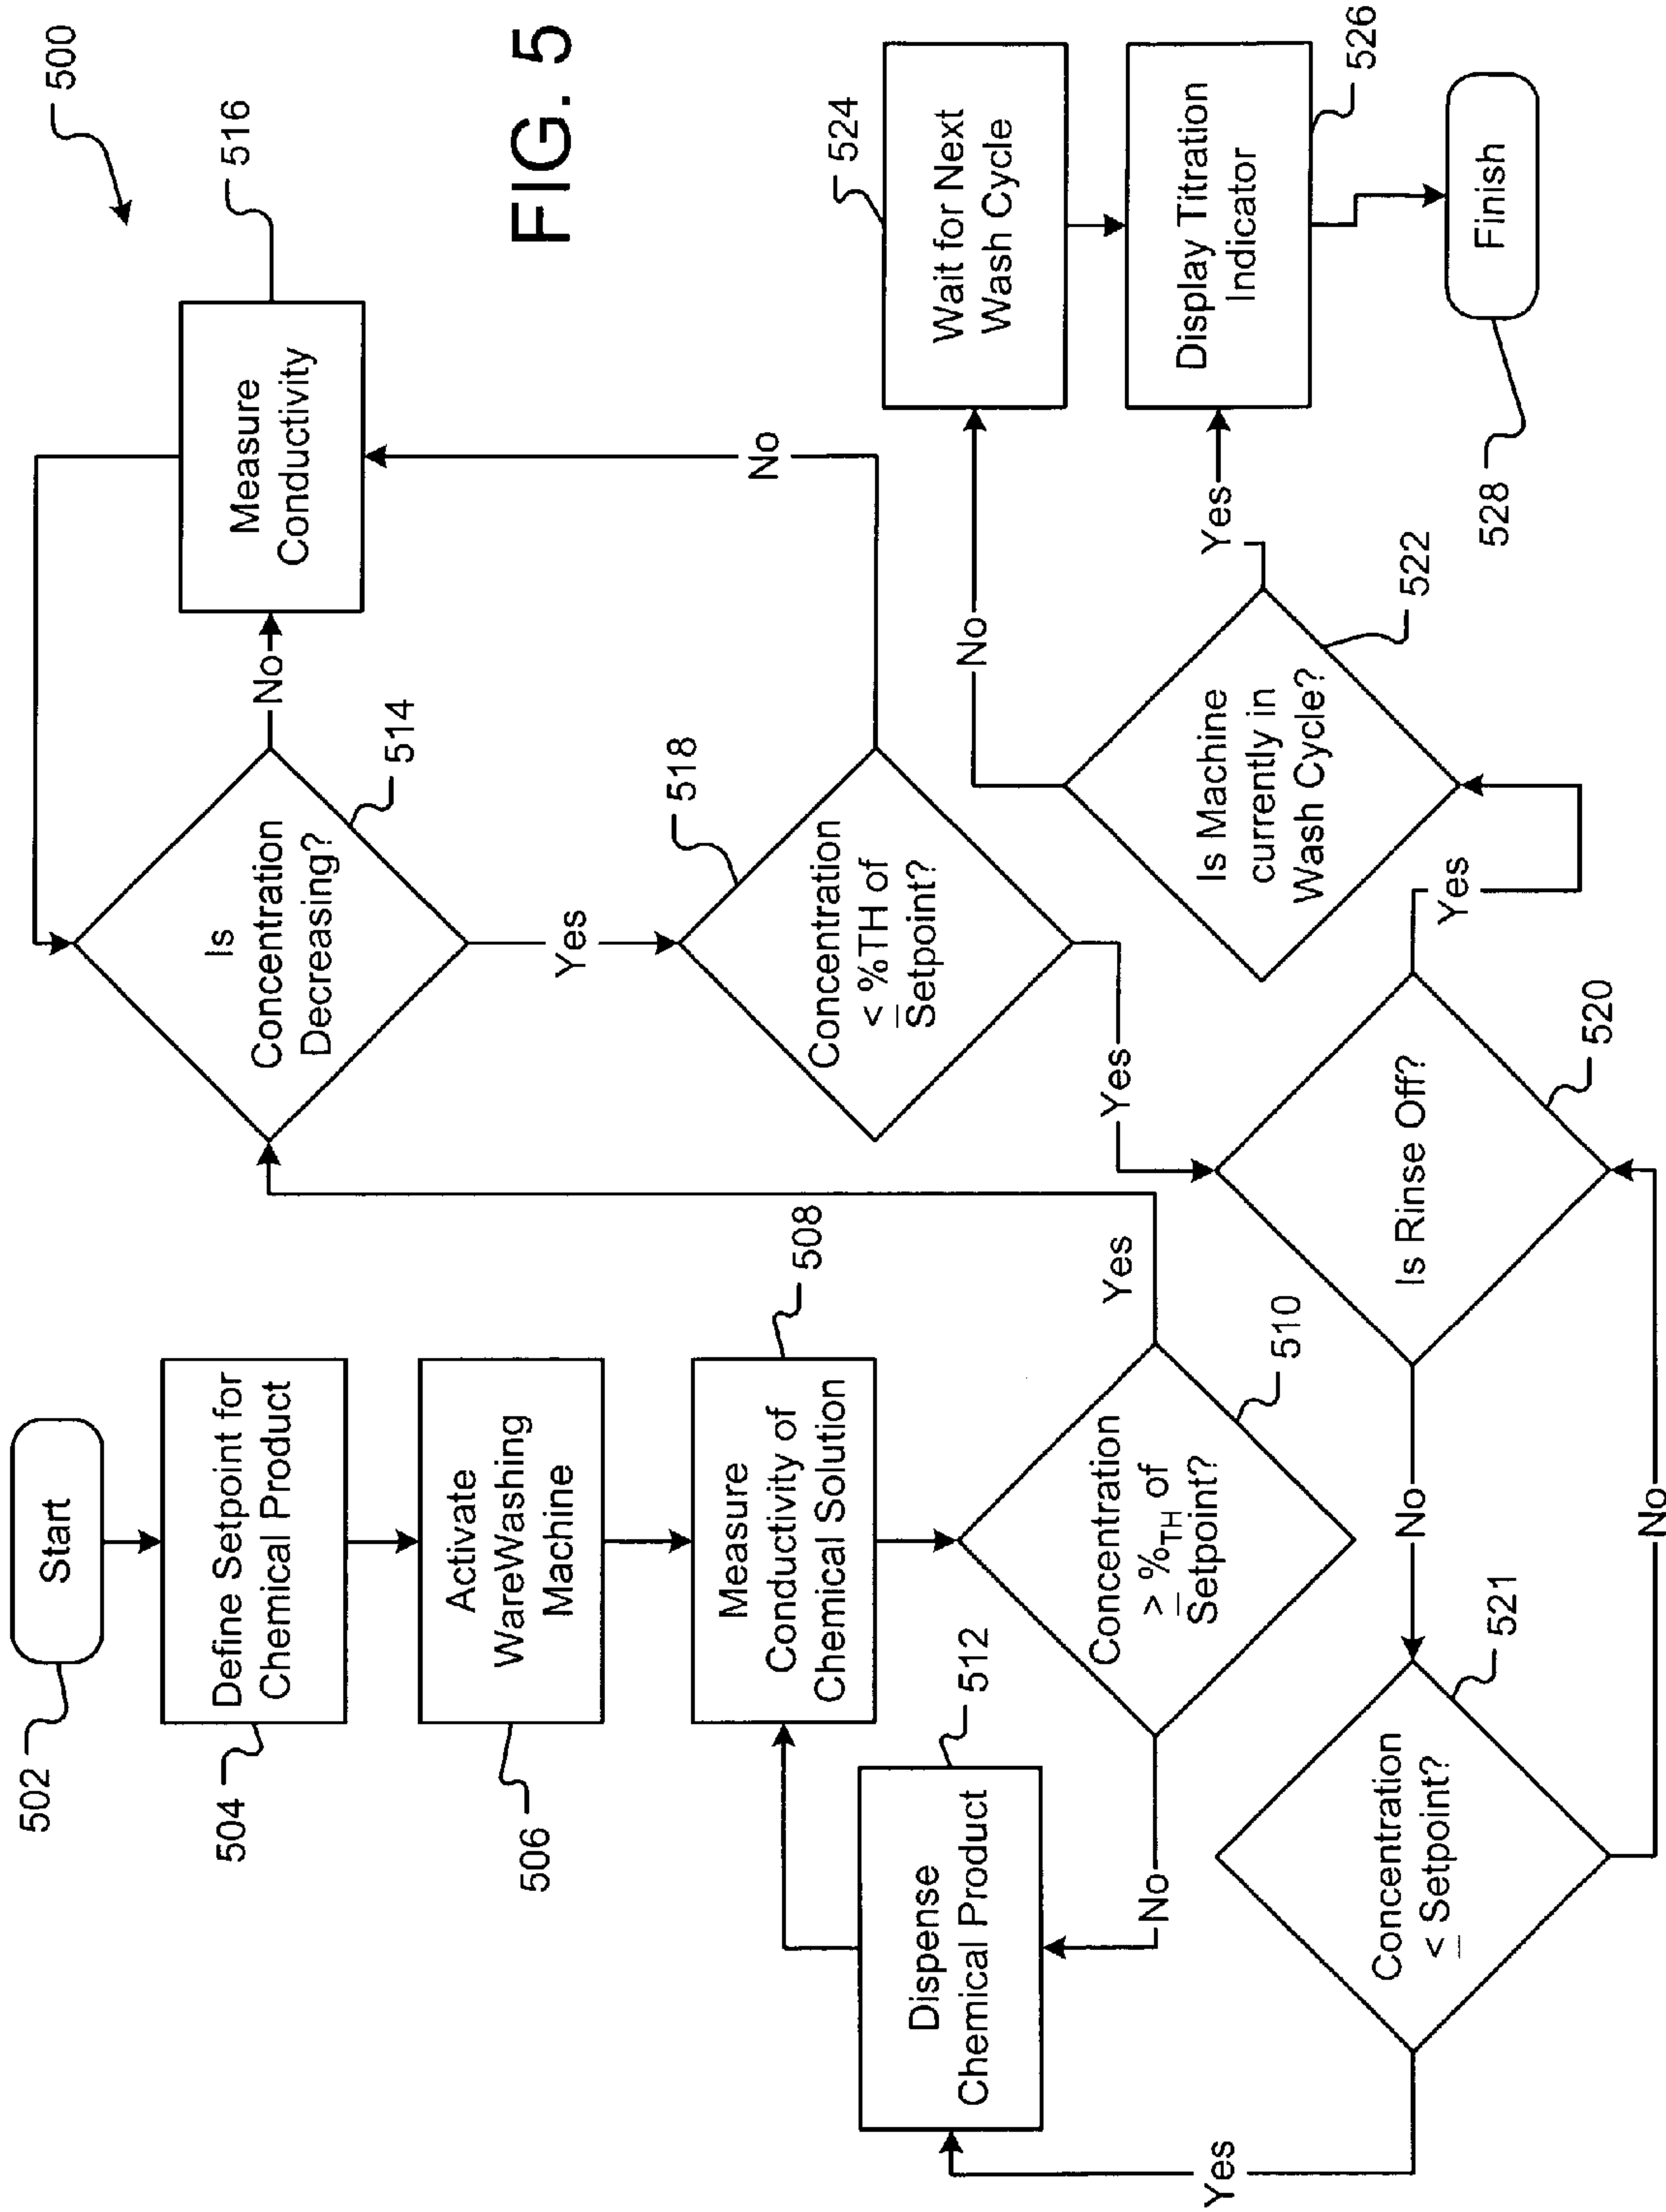 500
FIG. 5
Start
502
Define Setpoint for
Chemical Product
504
Activate
WareWashing
Machine
506
Measure
Conductivity of
Chemical Solution
508
Concentration
≥ %TH of
Setpoint?
510
Yes
No
Dispense
Chemical Product
512
Is
Concentration
Decreasing?
514
No
Measure
Conductivity
516
Yes
Concentration
≤ %TH of
Setpoint?
518
No
Yes
Is Rinse Off?
520
No
Concentration
≤ Setpoint?
521
Yes
No
Yes
Is Machine
currently in
Wash Cycle?
522
No
Wait for Next
Wash Cycle
524
Yes
Display Titration
Indicator
526
Finish
528